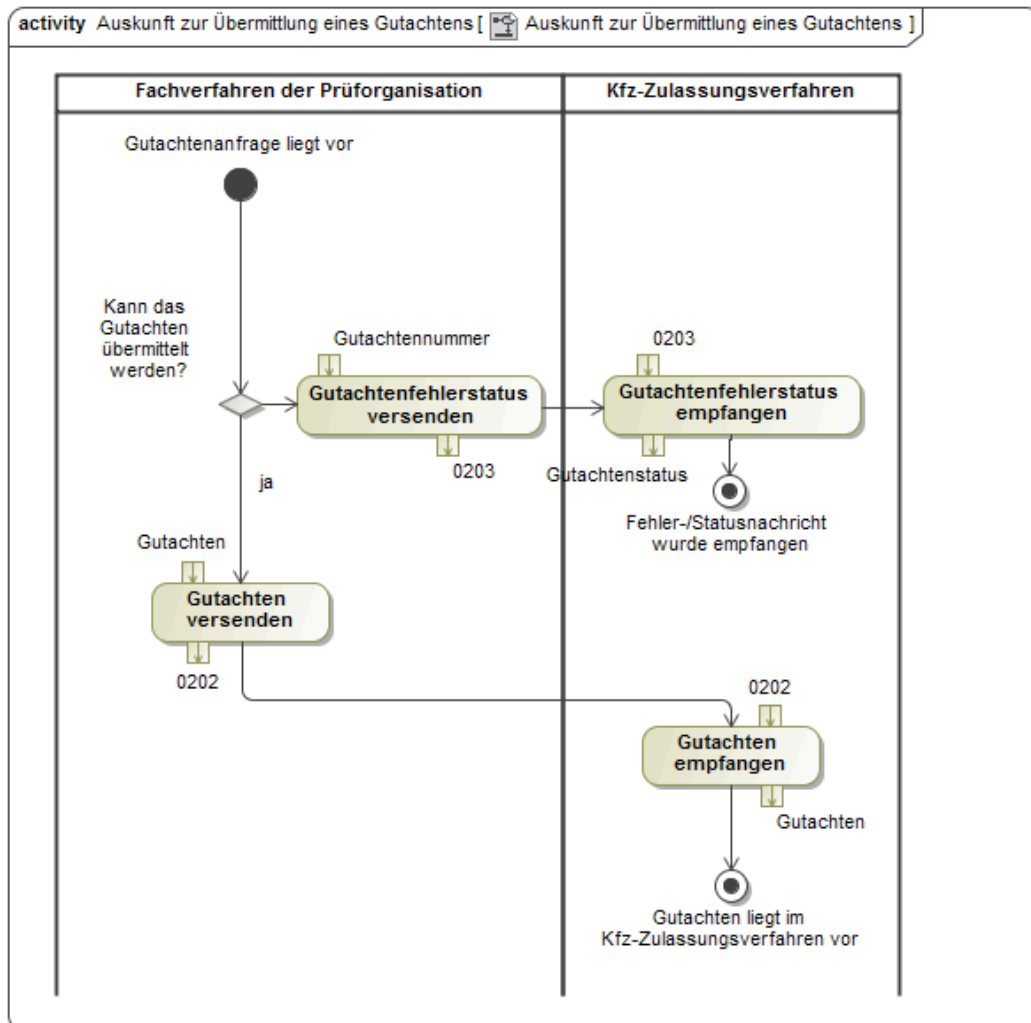 activity Auskunft zur Übermittlung eines Gutachtens [ Auskunft zur Übermittlung eines Gutachtens ]
Fachverfahren der Prüforganisation
Kfz-Zulassungsverfahren
Gutachtenanfrage liegt vor
Kann das
Gutachten
übermittelt
werden?
Gutachtennummer
Gutachtenfehlerstatus
versenden
0203
0203
Gutachtenfehlerstatus
empfangen
Gutachtenstatus
Fehler-/Statusnachricht
wurde empfangen
ja
Gutachten
Gutachten
versenden
0202
0202
Gutachten
empfangen
Gutachten
Gutachten liegt im
Kfz-Zulassungsverfahren vor